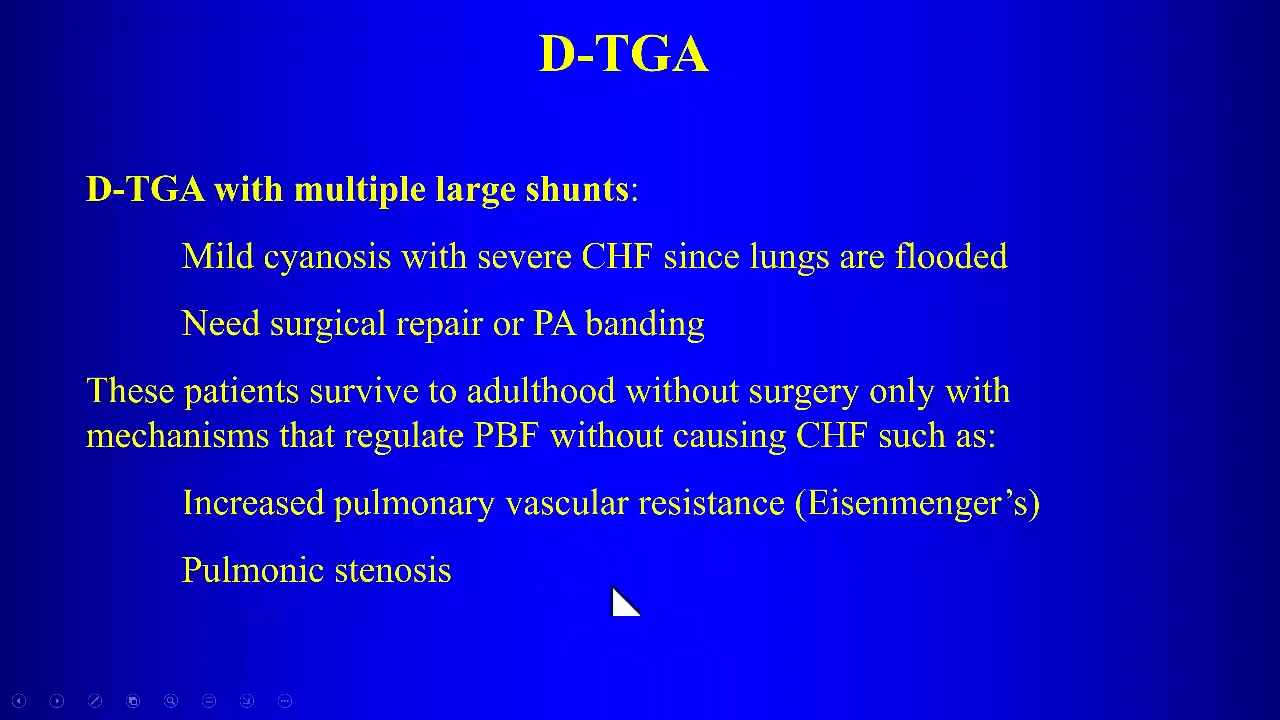 D-TGA
D-TGA with multiple large shunts:
Mild cyanosis with severe CHF since lungs are flooded
Need surgical repair or PA banding
These patients survive to adulthood without surgery only with
mechanisms that regulate PBF without causing CHF such as:
Increased pulmonary vascular resistance (Eisenmenger’s)
Pulmonic stenosis